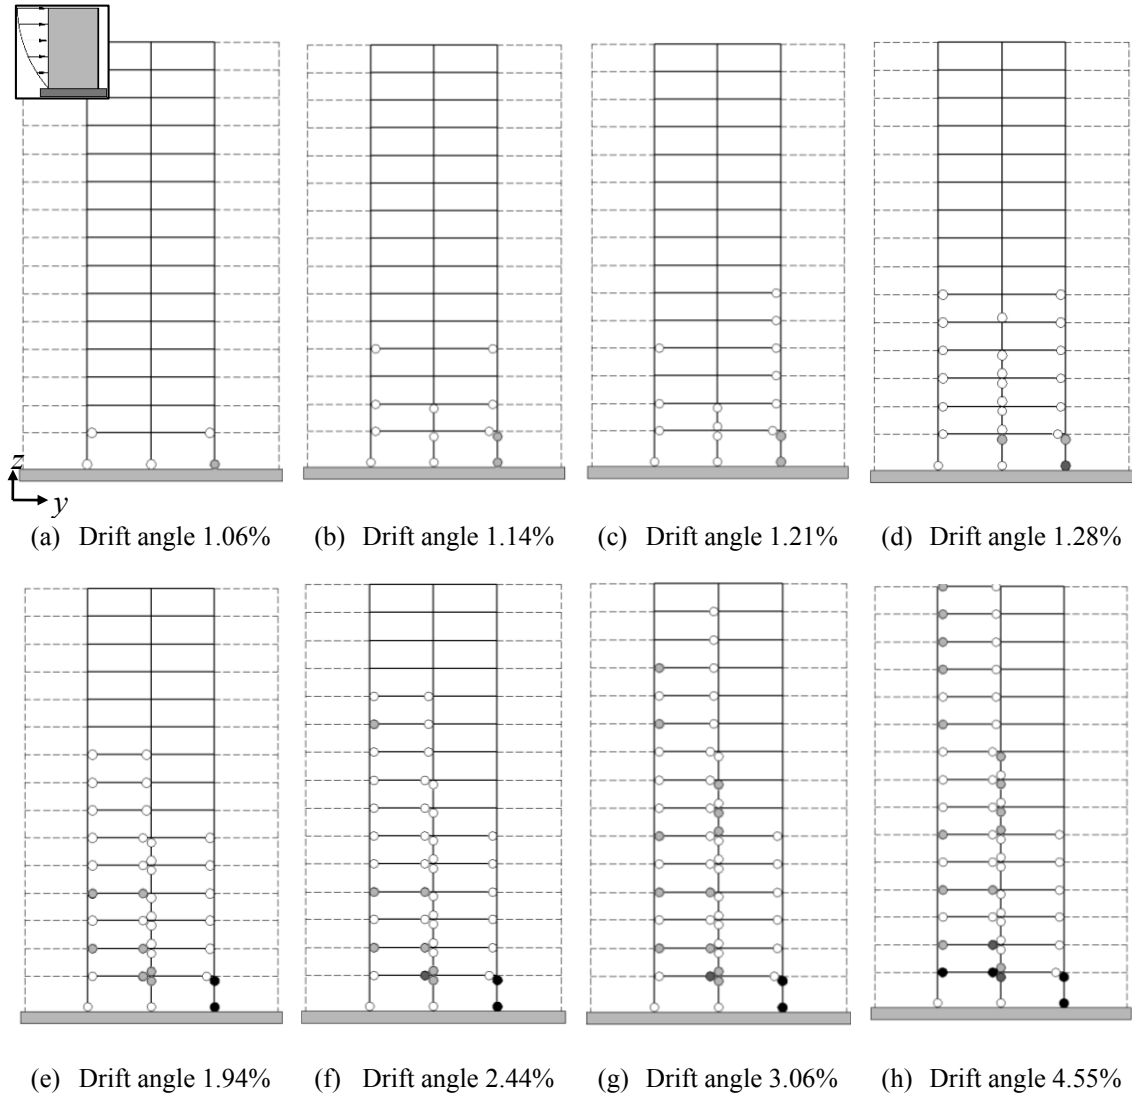 z
y
(a) Drift angle 1.06%
(b) Drift angle 1.14%
(c) Drift angle 1.21%
(d) Drift angle 1.28%
(e) Drift angle 1.94%
(f) Drift angle 2.44%
(g) Drift angle 3.06%
(h) Drift angle 4.55%